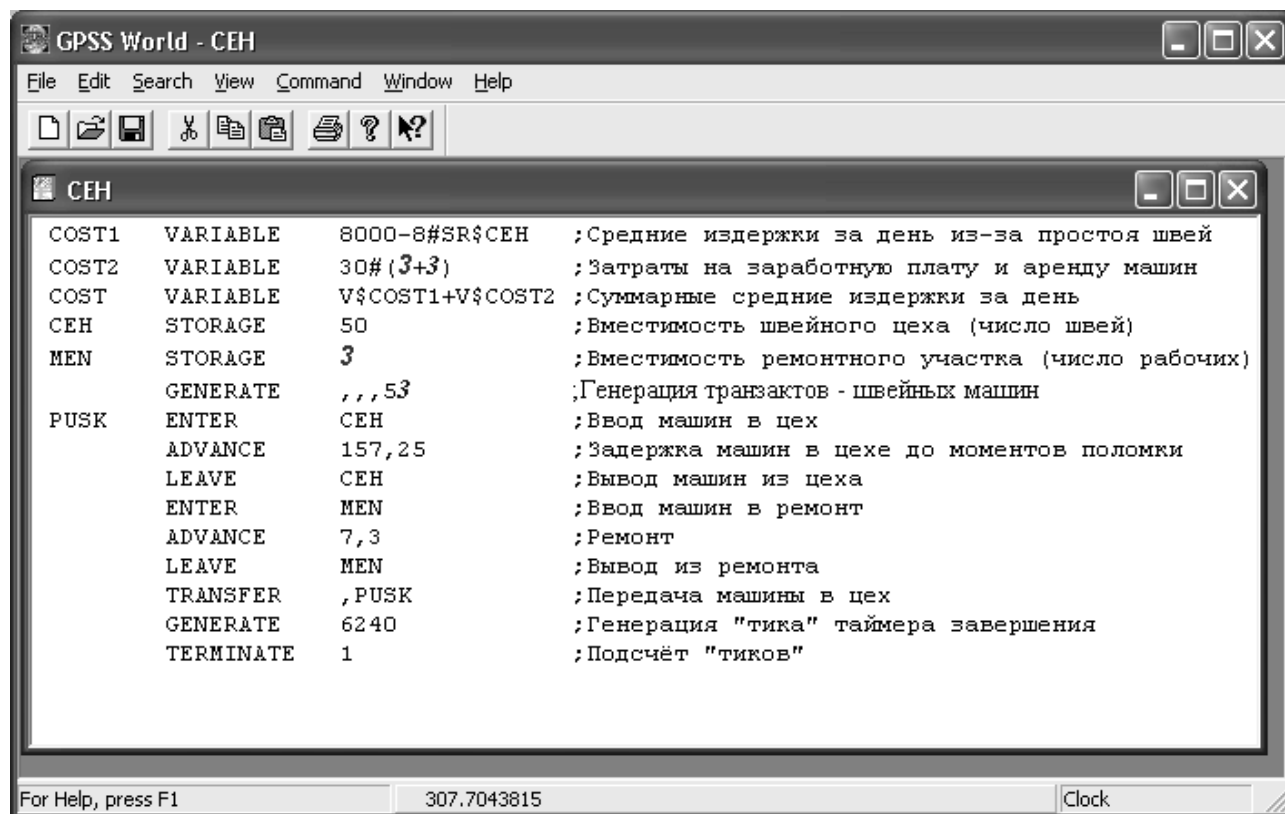 GPSS World - CEH
File Edit Search View Command Window Help
CEH
COST1 VARIABLE 8000-8#SR$CEH ;Средние издержки за день из-за простоя швей
COST2 VARIABLE 30#(3+3) ;Затраты на заработную плату и аренду машин
COST VARIABLE V$COST1+V$COST2 ;Суммарные средние издержки за день
CEH STORAGE 50 ;Вместимость швейного цеха (число швей)
MEN STORAGE 3 ;Вместимость ремонтного участка (число рабочих)
GENERATE ,,,53 ;Генерация транзактов - швейных машин
PUSK ENTER CEH ;Ввод машин в цех
ADVANCE 157,25 ;Задержка машин в цехе до моментов поломки
LEAVE CEH ;Вывод машин из цеха
ENTER MEN ;Ввод машин в ремонт
ADVANCE 7,3 ;Ремонт
LEAVE MEN ;Вывод из ремонта
TRANSFER ,PUSK ;Передача машины в цех
GENERATE 6240 ;Генерация "тика" таймера завершения
TERMINATE 1 ;Подсчёт "тиков"
For Help, press F1 307.7043815 Clock